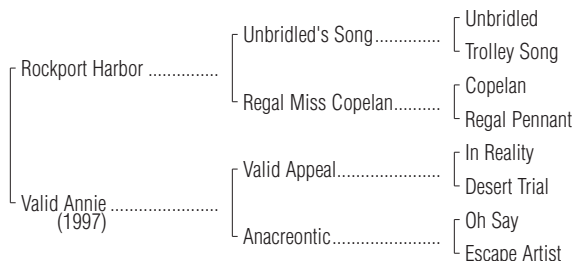 Unbridled
Unbridled's Song..............
Trolley Song
Rockport Harbor ...............
Copelan
Regal Miss Copelan..........
Regal Pennant
In Reality
Valid Appeal......................
Desert Trial
Valid Annie .......................
(1997)
Oh Say
Anacreontic.......................
Escape Artist